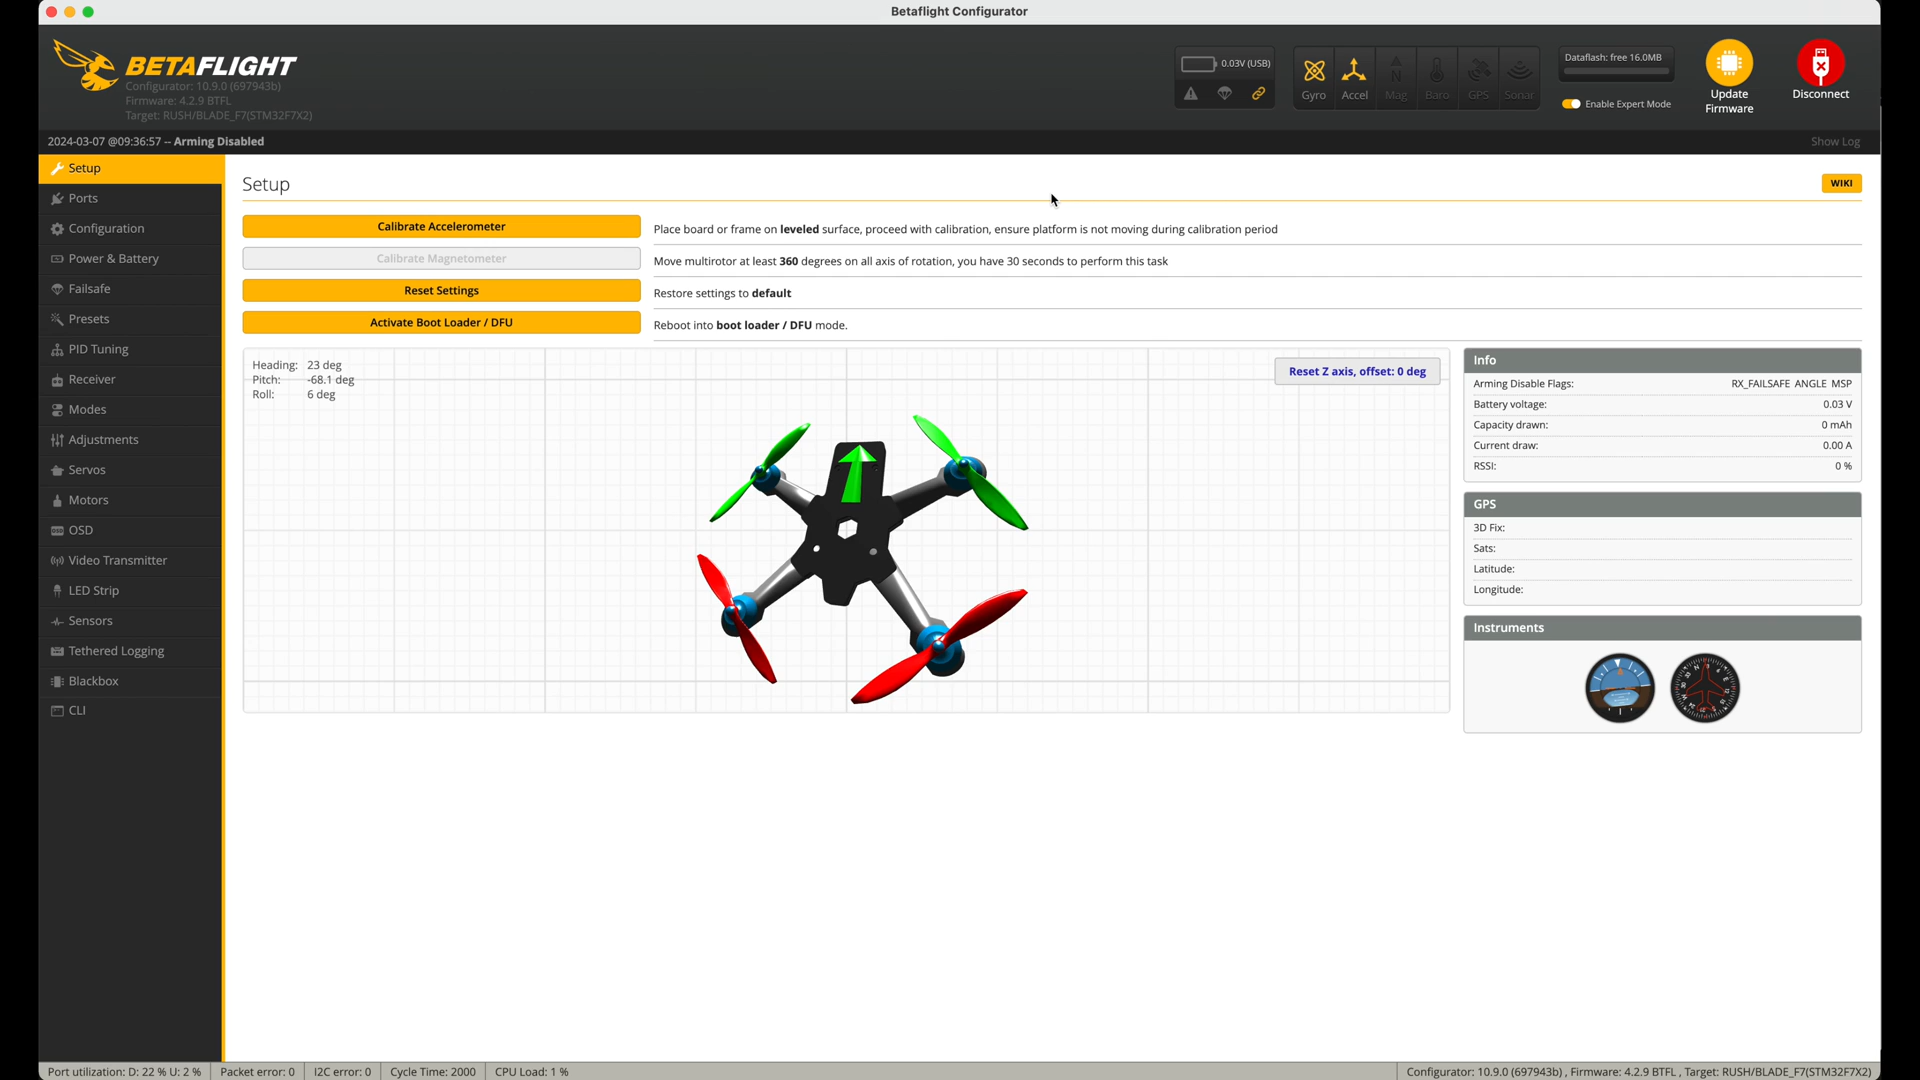 Betaflight Configurator
BETAFLIGHT
Configurator: 10.9.0 (697943b)
Firmware: 4.2.9 BTFL
Target: RUSH/BLADE_F7(STM32F7X2)
0.03V (USB)
Gyro
Accel
Mag
Baro
GPS
Sonar
Dataflash: free 16.0MB
Enable Expert Mode
Update
Firmware
Disconnect
2024-03-07 @09:36:57 -- Arming Disabled
Show Log
Setup
Ports
Configuration
Power & Battery
Failsafe
Presets
PID Tuning
Receiver
Modes
Adjustments
Servos
Motors
OSD
Video Transmitter
LED Strip
Sensors
Tethered Logging
Blackbox
CLI
Setup
WIKI
Calibrate Accelerometer
Place board or frame on leveled surface, proceed with calibration, ensure platform is not moving during calibration period
Calibrate Magnetometer
Move multirotor at least 360 degrees on all axis of rotation, you have 30 seconds to perform this task
Reset Settings
Restore settings to default
Activate Boot Loader / DFU
Reboot into boot loader / DFU mode.
Heading: 23 deg
Pitch: -68.1 deg
Roll: 6 deg
Reset Z axis, offset: 0 deg
Info
Arming Disable Flags: RX_FAILSAFE ANGLE MSP
Battery voltage: 0.03 V
Capacity drawn: 0 mAh
Current draw: 0.00 A
RSSI: 0 %
GPS
3D Fix:
Sats:
Latitude:
Longitude:
Instruments
Port utilization: D: 22 % U: 2 %
Packet error: 0
I2C error: 0
Cycle Time: 2000
CPU Load: 1 %
Configurator: 10.9.0 (697943b) , Firmware: 4.2.9 BTFL , Target: RUSH/BLADE_F7(STM32F7X2)